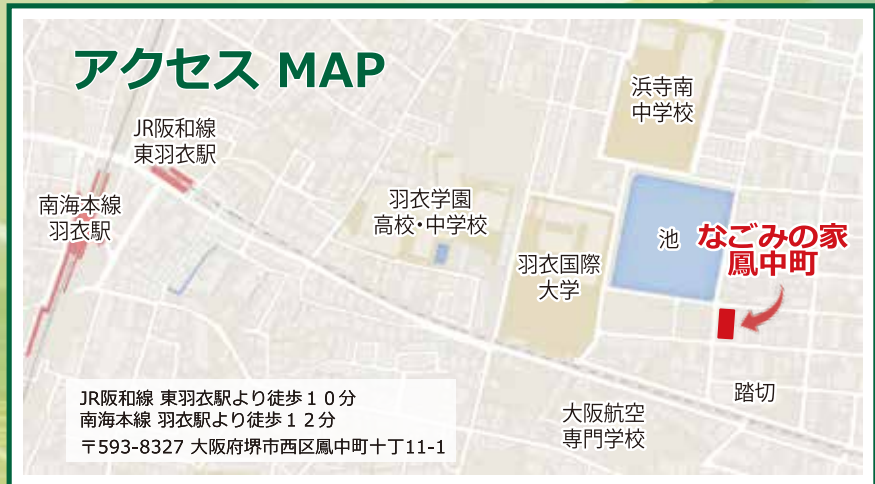 アクセス MAP
JR阪和線
東羽衣駅
南海本線
羽衣駅
羽衣学園
高校・中学校
浜寺南
中学校
羽衣国際
大学
池
なごみの家
鳳中町
踏切
大阪航空
専門学校
JR阪和線 東羽衣駅より徒歩１０分
南海本線 羽衣駅より徒歩１２分
〒593-8327 大阪府堺市西区鳳中町十丁11-1